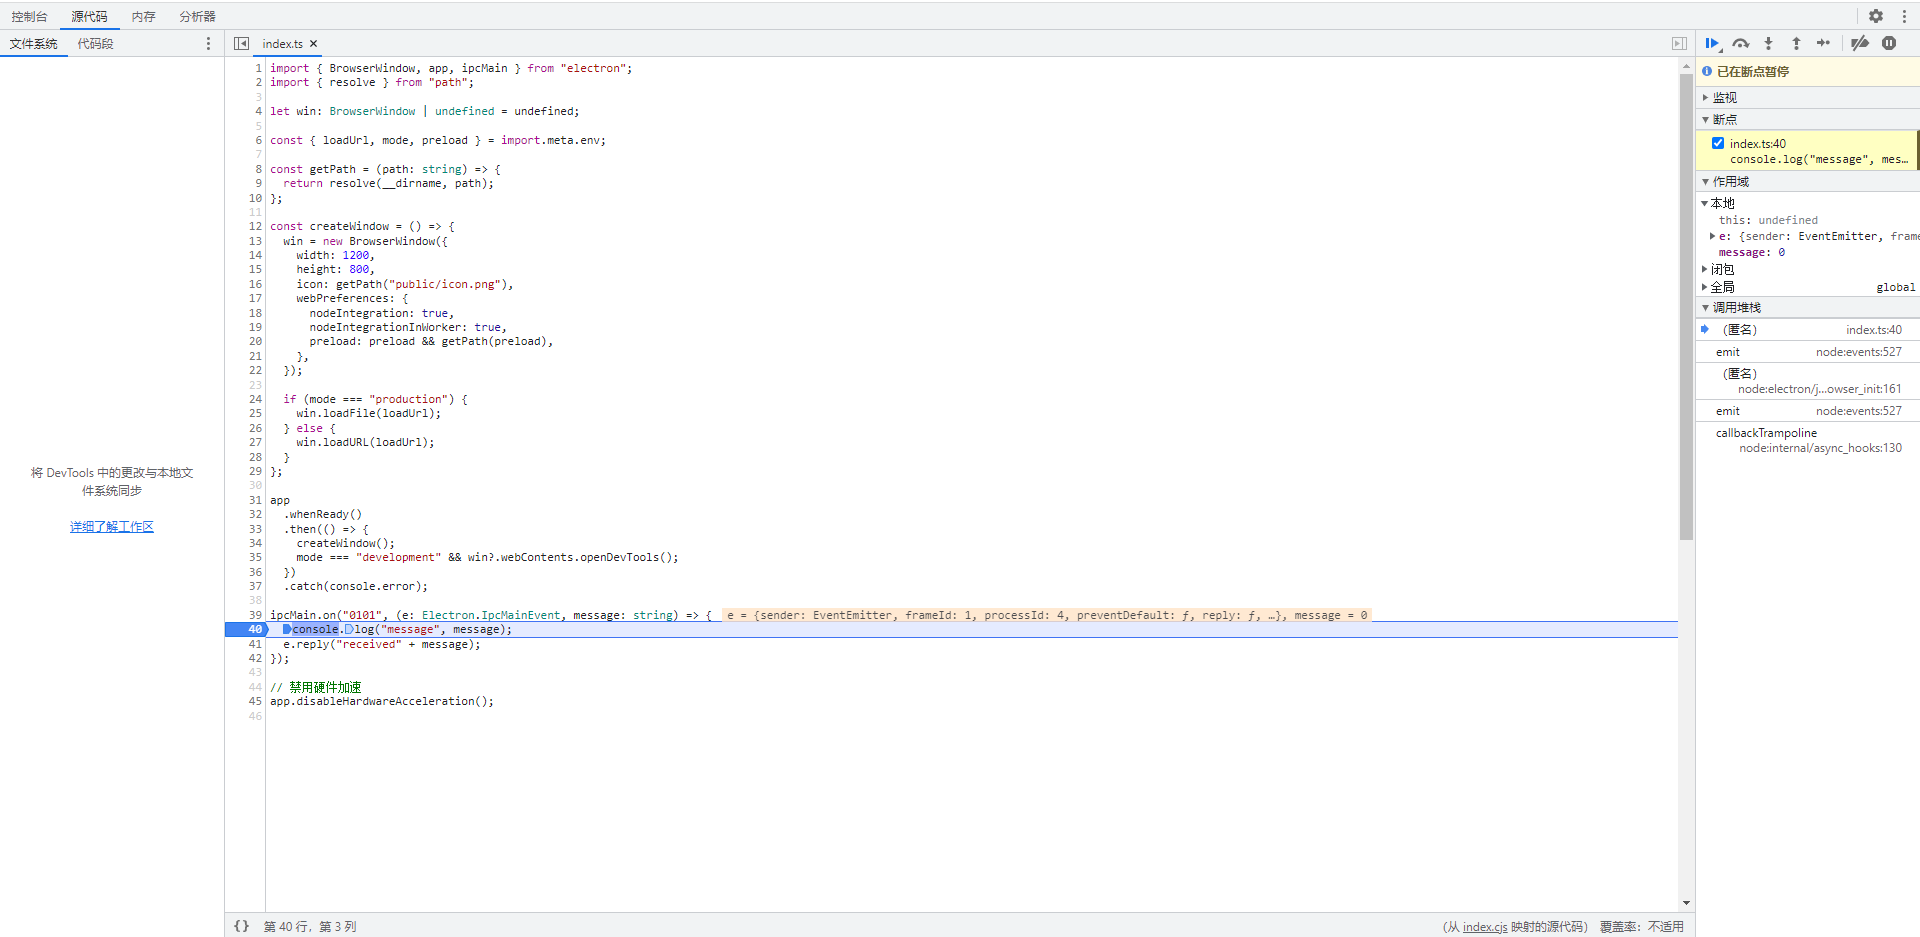 控制台 源代码 内存 分析器
文件系统 代码段
index.ts
将 DevTools 中的更改与本地文
件系统同步
详细了解工作区
1 import { BrowserWindow, app, ipcMain } from "electron";
2 import { resolve } from "path";
3
4 let win: BrowserWindow | undefined = undefined;
5
6 const { loadUrl, mode, preload } = import.meta.env;
7
8 const getPath = (path: string) => {
9 return resolve(__dirname, path);
10 };
11
12 const createWindow = () => {
13 win = new BrowserWindow({
14 width: 1200,
15 height: 800,
16 icon: getPath("public/icon.png"),
17 webPreferences: {
18 nodeIntegration: true,
19 nodeIntegrationInWorker: true,
20 preload: preload && getPath(preload),
21 },
22 });
23
24 if (mode === "production") {
25 win.loadFile(loadUrl);
26 } else {
27 win.loadURL(loadUrl);
28 }
29 };
30
31 app
32 .whenReady()
33 .then(() => {
34 createWindow();
35 mode === "development" && win?.webContents.openDevTools();
36 })
37 .catch(console.error);
38
39 ipcMain.on("0101", (e: Electron.IpcMainEvent, message: string) => { e = {sender: EventEmitter, frameId: 1, processId: 4, preventDefault: ƒ, reply: ƒ, …}, message = 0
40 console.log("message", message);
41 e.reply("received" + message);
42 });
43
44 // 禁用硬件加速
45 app.disableHardwareAcceleration();
46
{} 第 40 行，第 3 列
(从 index.cjs 映射的源代码) 覆盖率：不适用
已在断点暂停
监视
断点
index.ts:40
console.log("message", mes…
作用域
本地
this: undefined
e: {sender: EventEmitter, frame
message: 0
闭包
全局 global
调用堆栈
(匿名) index.ts:40
emit node:events:527
(匿名)
node:electron/j…owser_init:161
emit node:events:527
callbackTrampoline
node:internal/async_hooks:130